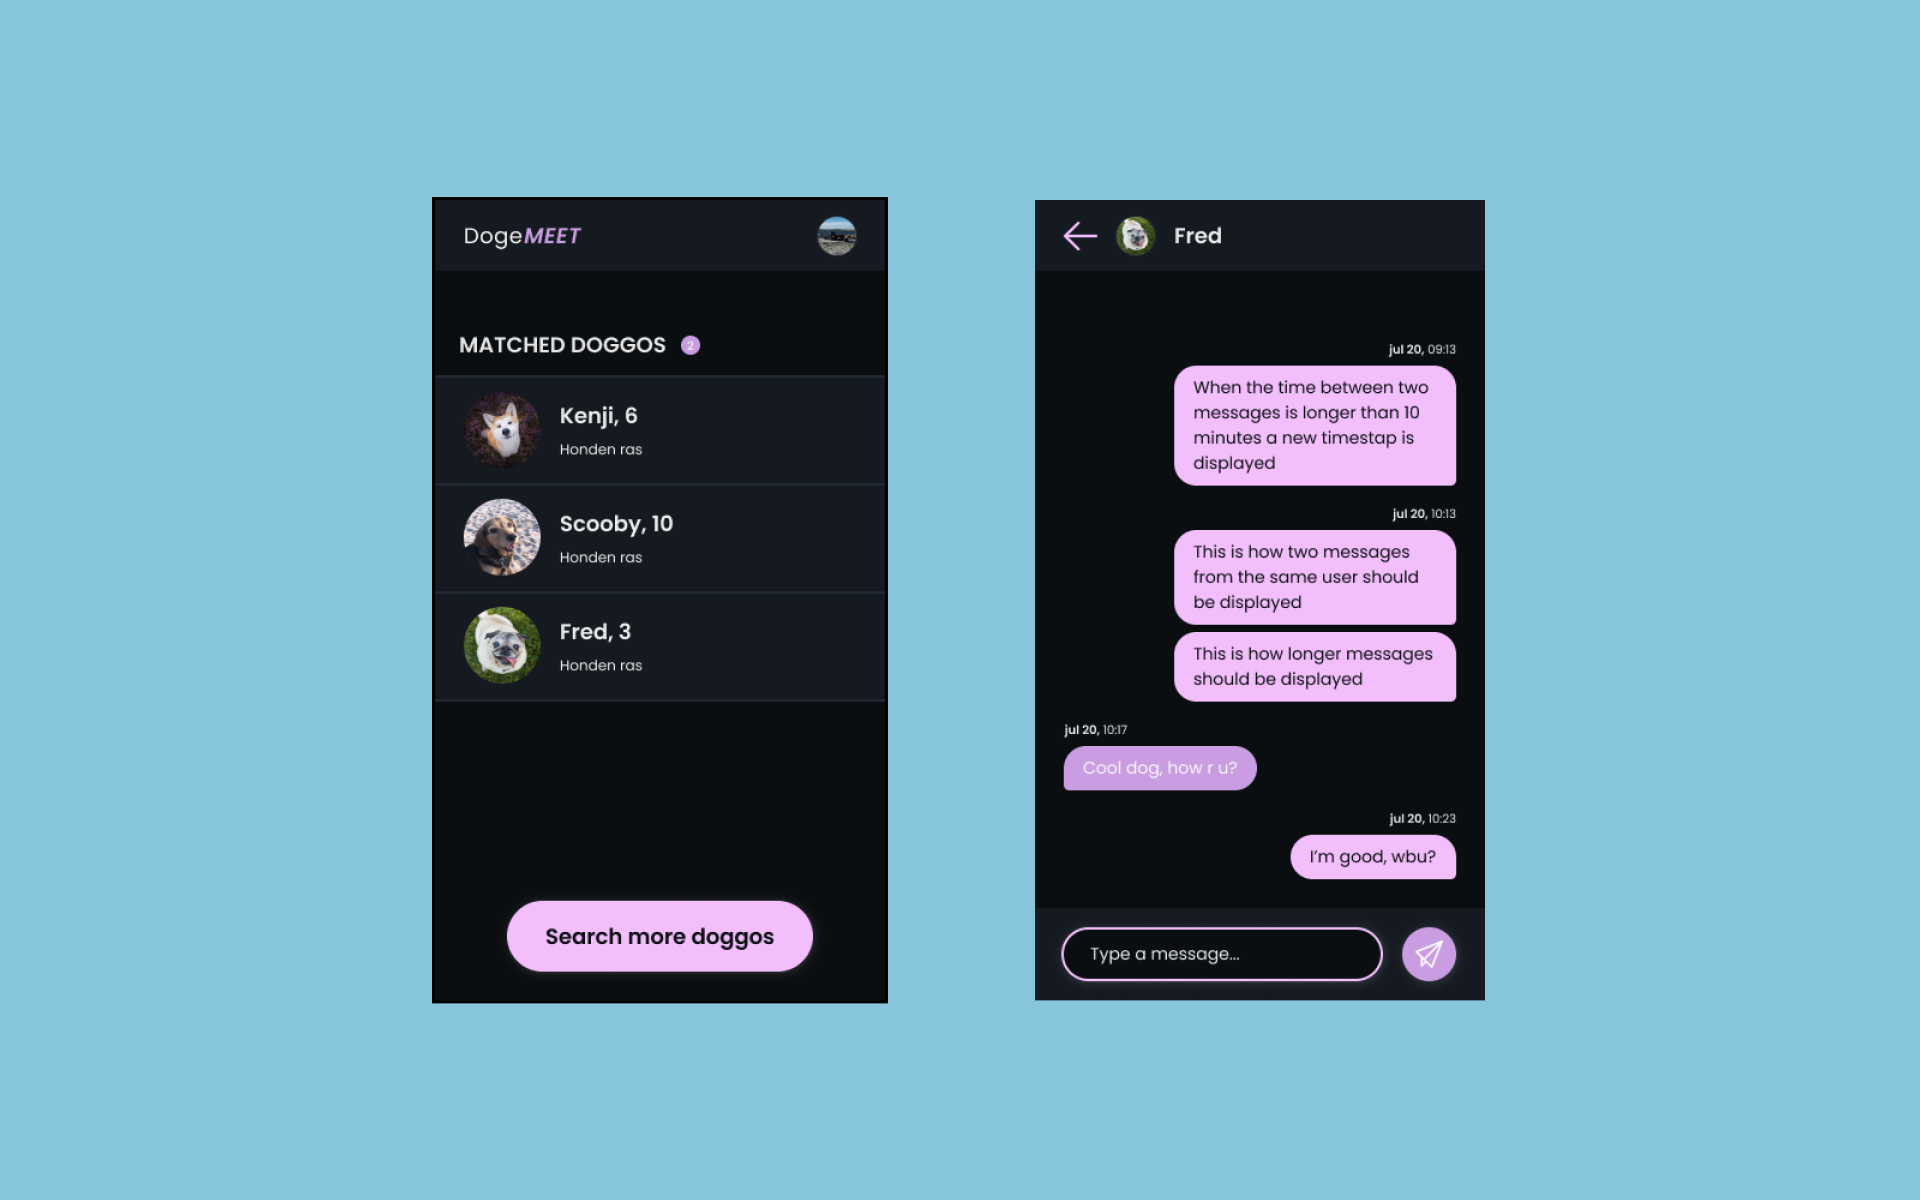 DogeMEET
MATCHED DOGGOS 2
Kenji, 6
Honden ras
Scooby, 10
Honden ras
Fred, 3
Honden ras
Search more doggos
Fred
jul 20, 09:13
When the time between two
messages is longer than 10
minutes a new timestap is
displayed
jul 20, 10:13
This is how two messages
from the same user should
be displayed
This is how longer messages
should be displayed
jul 20, 10:17
Cool dog, how r u?
jul 20, 10:23
I'm good, wbu?
Type a message...